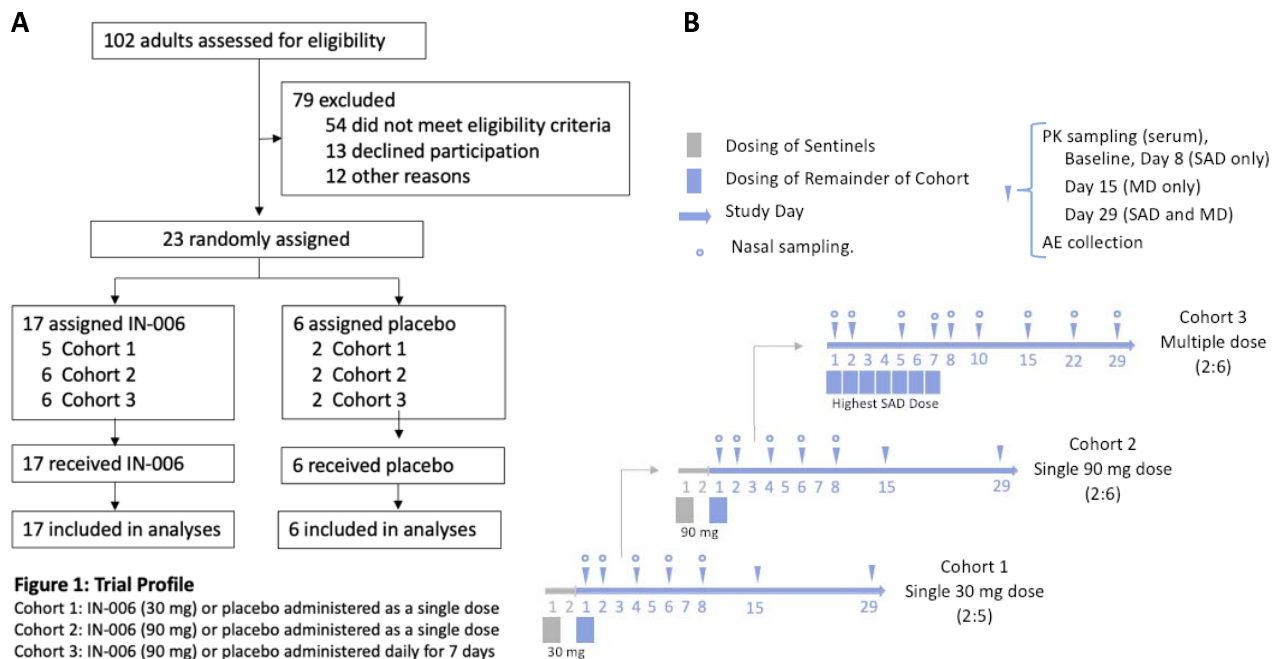 A
102 adults assessed for eligibility
79 excluded
54 did not meet eligibility criteria
13 declined participation
12 other reasons
23 randomly assigned
17 assigned IN-006
5 Cohort 1
6 Cohort 2
6 Cohort 3
6 assigned placebo
2 Cohort 1
2 Cohort 2
2 Cohort 3
17 received IN-006
6 received placebo
17 included in analyses
6 included in analyses
Figure 1: Trial Profile
Cohort 1: IN-006 (30 mg) or placebo administered as a single dose
Cohort 2: IN-006 (90 mg) or placebo administered as a single dose
Cohort 3: IN-006 (90 mg) or placebo administered daily for 7 days
B
Dosing of Sentinels
Dosing of Remainder of Cohort
Study Day
Nasal sampling.
PK sampling (serum),
Baseline, Day 8 (SAD only)
Day 15 (MD only)
Day 29 (SAD and MD)
AE collection
1 2 3 4 5 6 7 8 10 15 22 29
Highest SAD Dose
Cohort 3
Multiple dose
(2:6)
1 2 1 2 3 4 5 6 7 8 15 29
90 mg
Cohort 2
Single 90 mg dose
(2:6)
1 2 1 2 3 4 5 6 7 8 15 29
30 mg
Cohort 1
Single 30 mg dose
(2:5)